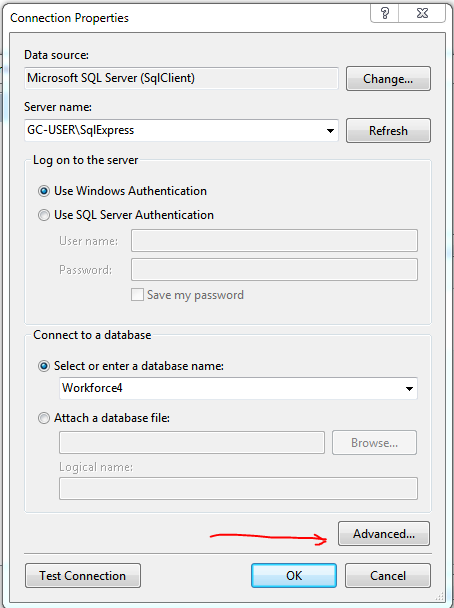 Connection Properties
?
Data source:
Microsoft SQL Server (SqlClient)
Change...
Server name:
GC-USER\SqlExpress
Refresh
Log on to the server
Use Windows Authentication
Use SQL Server Authentication
User name:
Password:
Save my password
Connect to a database
Select or enter a database name:
Workforce4
Attach a database file:
Browse...
Logical name:
Advanced...
Test Connection
OK
Cancel